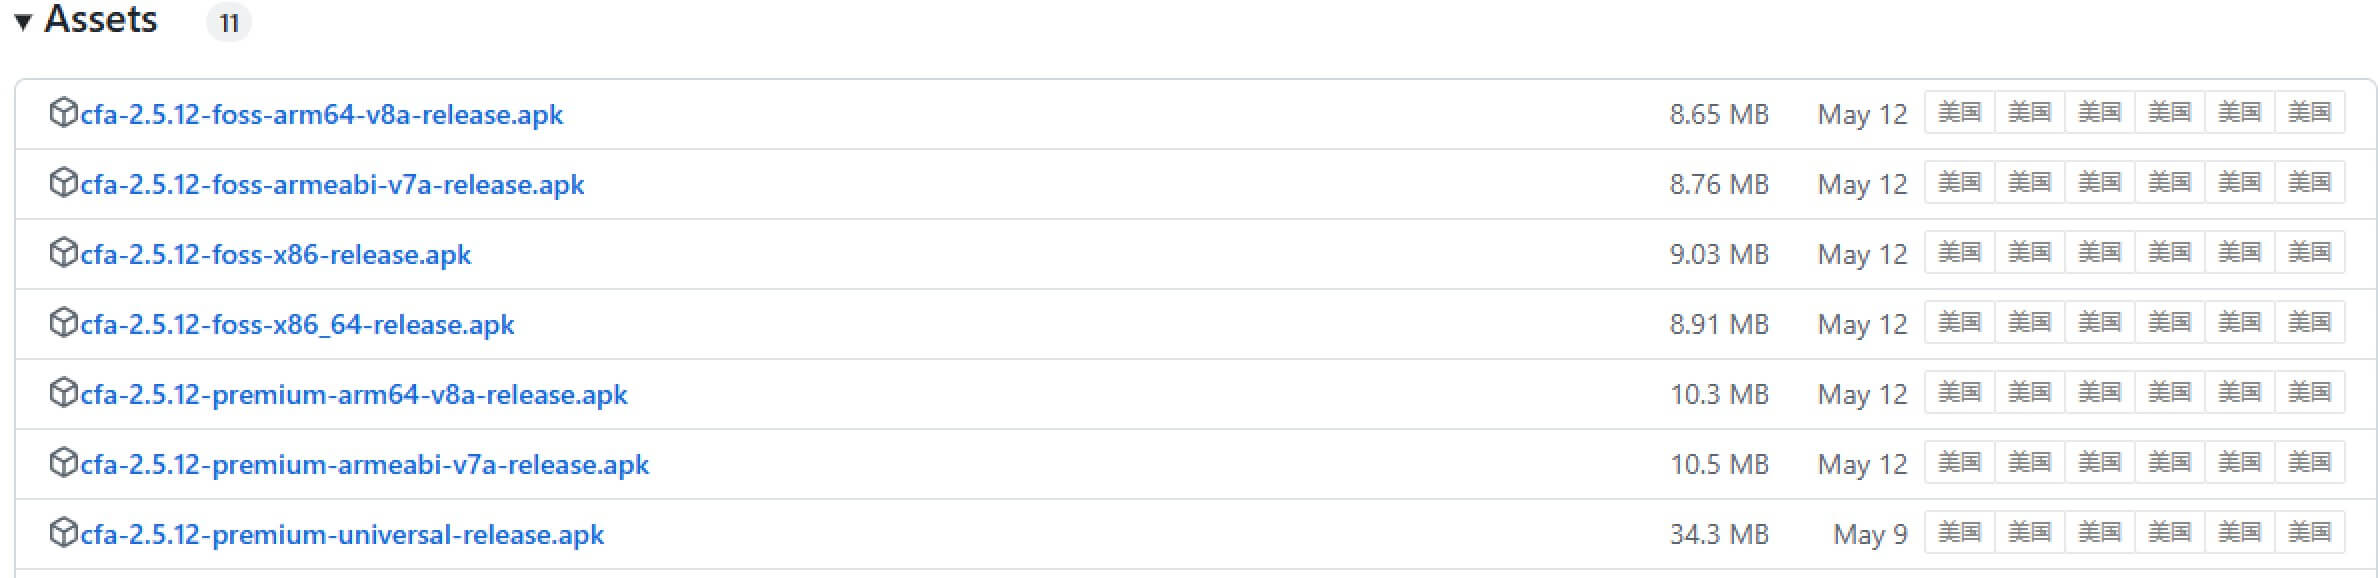 ▼ Assets 11
cfa-2.5.12-foss-arm64-v8a-release.apk 8.65 MB May 12 美国 美国 美国 美国 美国 美国
cfa-2.5.12-foss-armeabi-v7a-release.apk 8.76 MB May 12 美国 美国 美国 美国 美国 美国
cfa-2.5.12-foss-x86-release.apk 9.03 MB May 12 美国 美国 美国 美国 美国 美国
cfa-2.5.12-foss-x86_64-release.apk 8.91 MB May 12 美国 美国 美国 美国 美国 美国
cfa-2.5.12-premium-arm64-v8a-release.apk 10.3 MB May 12 美国 美国 美国 美国 美国 美国
cfa-2.5.12-premium-armeabi-v7a-release.apk 10.5 MB May 12 美国 美国 美国 美国 美国 美国
cfa-2.5.12-premium-universal-release.apk 34.3 MB May 9 美国 美国 美国 美国 美国 美国